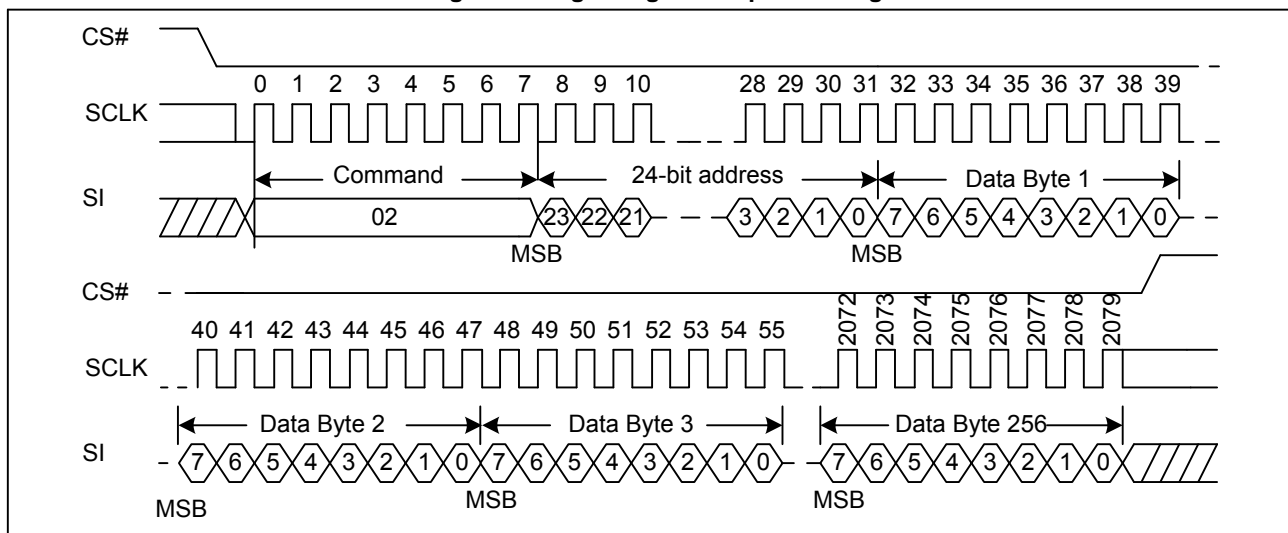 CS#
0 1 2 3 4 5 6 7 8 9 10 28 29 30 31 32 33 34 35 36 37 38 39
SCLK
Command 24-bit address Data Byte 1
SI
02 23 22 21 3 2 1 0 7 6 5 4 3 2 1 0
MSB MSB
CS#
40 41 42 43 44 45 46 47 48 49 50 51 52 53 54 55 2072 2073 2074 2075 2076 2077 2078 2079
SCLK
Data Byte 2 Data Byte 3 Data Byte 256
SI
7 6 5 4 3 2 1 0 7 6 5 4 3 2 1 0 7 6 5 4 3 2 1 0
MSB MSB MSB